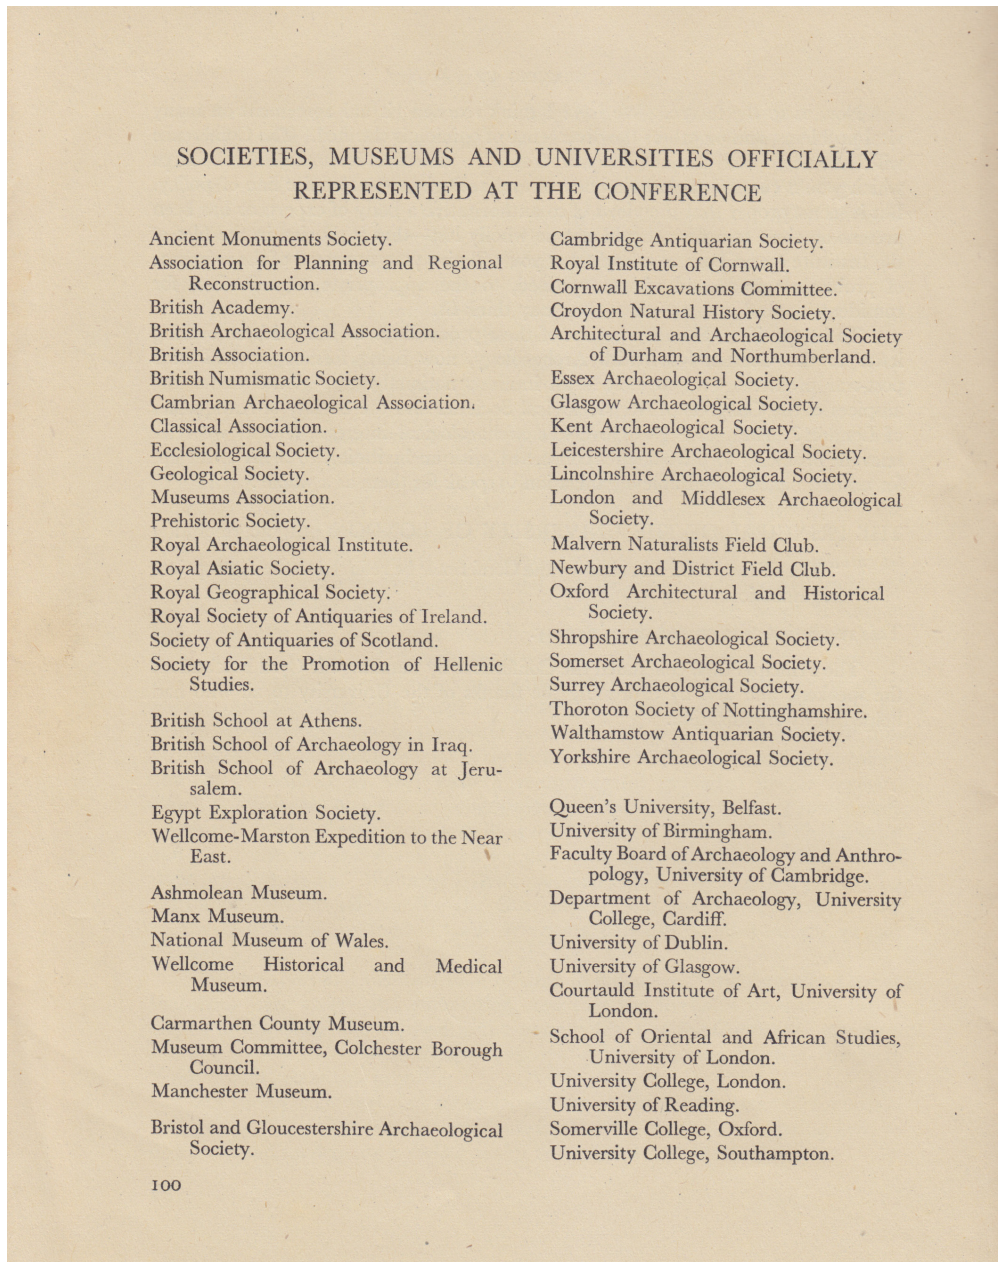 SOCIETIES, MUSEUMS AND UNIVERSITIES OFFICIALLY
REPRESENTED AT THE CONFERENCE
Ancient Monuments Society.
Association for Planning and Regional
Reconstruction.
British Academy.
British Archaeological Association.
British Association.
British Numismatic Society.
Cambrian Archaeological Association.
Classical Association.
Ecclesiological Society.
Geological Society.
Museums Association.
Prehistoric Society.
Royal Archaeological Institute.
Royal Asiatic Society.
Royal Geographical Society.
Royal Society of Antiquaries of Ireland.
Society of Antiquaries of Scotland.
Society for the Promotion of Hellenic
Studies.
British School at Athens.
British School of Archaeology in Iraq.
British School of Archaeology at Jeru-
salem.
Egypt Exploration Society.
Wellcome-Marston Expedition to the Near
East.
Ashmolean Museum.
Manx Museum.
National Museum of Wales.
Wellcome Historical and Medical
Museum.
Carmarthen County Museum.
Museum Committee, Colchester Borough
Council.
Manchester Museum.
Bristol and Gloucestershire Archaeological
Society.
Cambridge Antiquarian Society.
Royal Institute of Cornwall.
Cornwall Excavations Committee.
Croydon Natural History Society.
Architectural and Archaeological Society
of Durham and Northumberland.
Essex Archaeological Society.
Glasgow Archaeological Society.
Kent Archaeological Society.
Leicestershire Archaeological Society.
Lincolnshire Archaeological Society.
London and Middlesex Archaeological
Society.
Malvern Naturalists Field Club.
Newbury and District Field Club.
Oxford Architectural and Historical
Society.
Shropshire Archaeological Society.
Somerset Archaeological Society.
Surrey Archaeological Society.
Thoroton Society of Nottinghamshire.
Walthamstow Antiquarian Society.
Yorkshire Archaeological Society.
Queen's University, Belfast.
University of Birmingham.
Faculty Board of Archaeology and Anthro-
pology, University of Cambridge.
Department of Archaeology, University
College, Cardiff.
University of Dublin.
University of Glasgow.
Courtauld Institute of Art, University of
London.
School of Oriental and African Studies,
University of London.
University College, London.
University of Reading.
Somerville College, Oxford.
University College, Southampton.
100